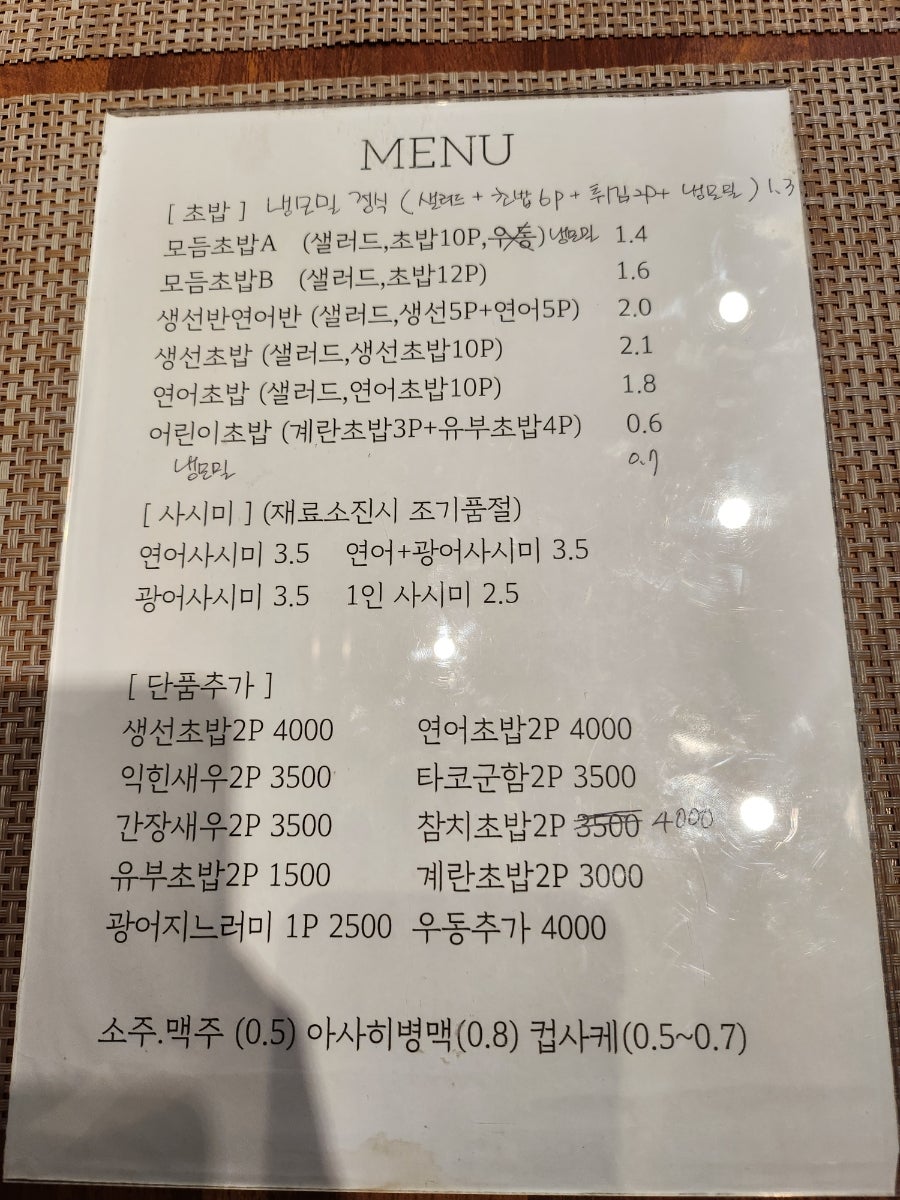 MENU
[ 초밥 ] 냉모밀 정식 (샐러드 + 초밥 6p + 튀김2P+ 냉모밀 ) 1.3
모듬초밥A (샐러드,초밥10P,우동)냉모밀 1.4
모듬초밥B (샐러드,초밥12P) 1.6
생선반연어반 (샐러드,생선5P+연어5P) 2.0
생선초밥 (샐러드,생선초밥10P) 2.1
연어초밥 (샐러드,연어초밥10P) 1.8
어린이초밥 (계란초밥3P+유부초밥4P) 0.6
냉모밀 0.7
[ 사시미 ] (재료소진시 조기품절)
연어사시미 3.5 연어+광어사시미 3.5
광어사시미 3.5 1인 사시미 2.5
[ 단품추가 ]
생선초밥2P 4000 연어초밥2P 4000
익힌새우2P 3500 타코군함2P 3500
간장새우2P 3500 참치초밥2P 3500 4000
유부초밥2P 1500 계란초밥2P 3000
광어지느러미 1P 2500 우동추가 4000
소주.맥주 (0.5) 아사히병맥(0.8) 컵사케(0.5~0.7)